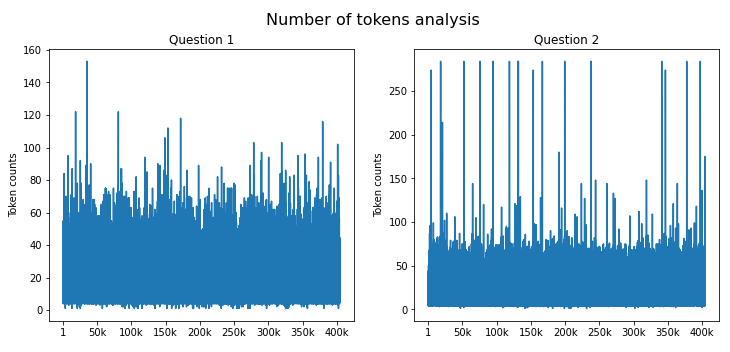 Number of tokens analysis
Question 1
Token counts
160
140
120
100
80
60
40
20
0
1 50k 100k 150k 200k 250k 300k 350k 400k
Question 2
Token counts
250
200
150
100
50
0
1 50k 100k 150k 200k 250k 300k 350k 400k